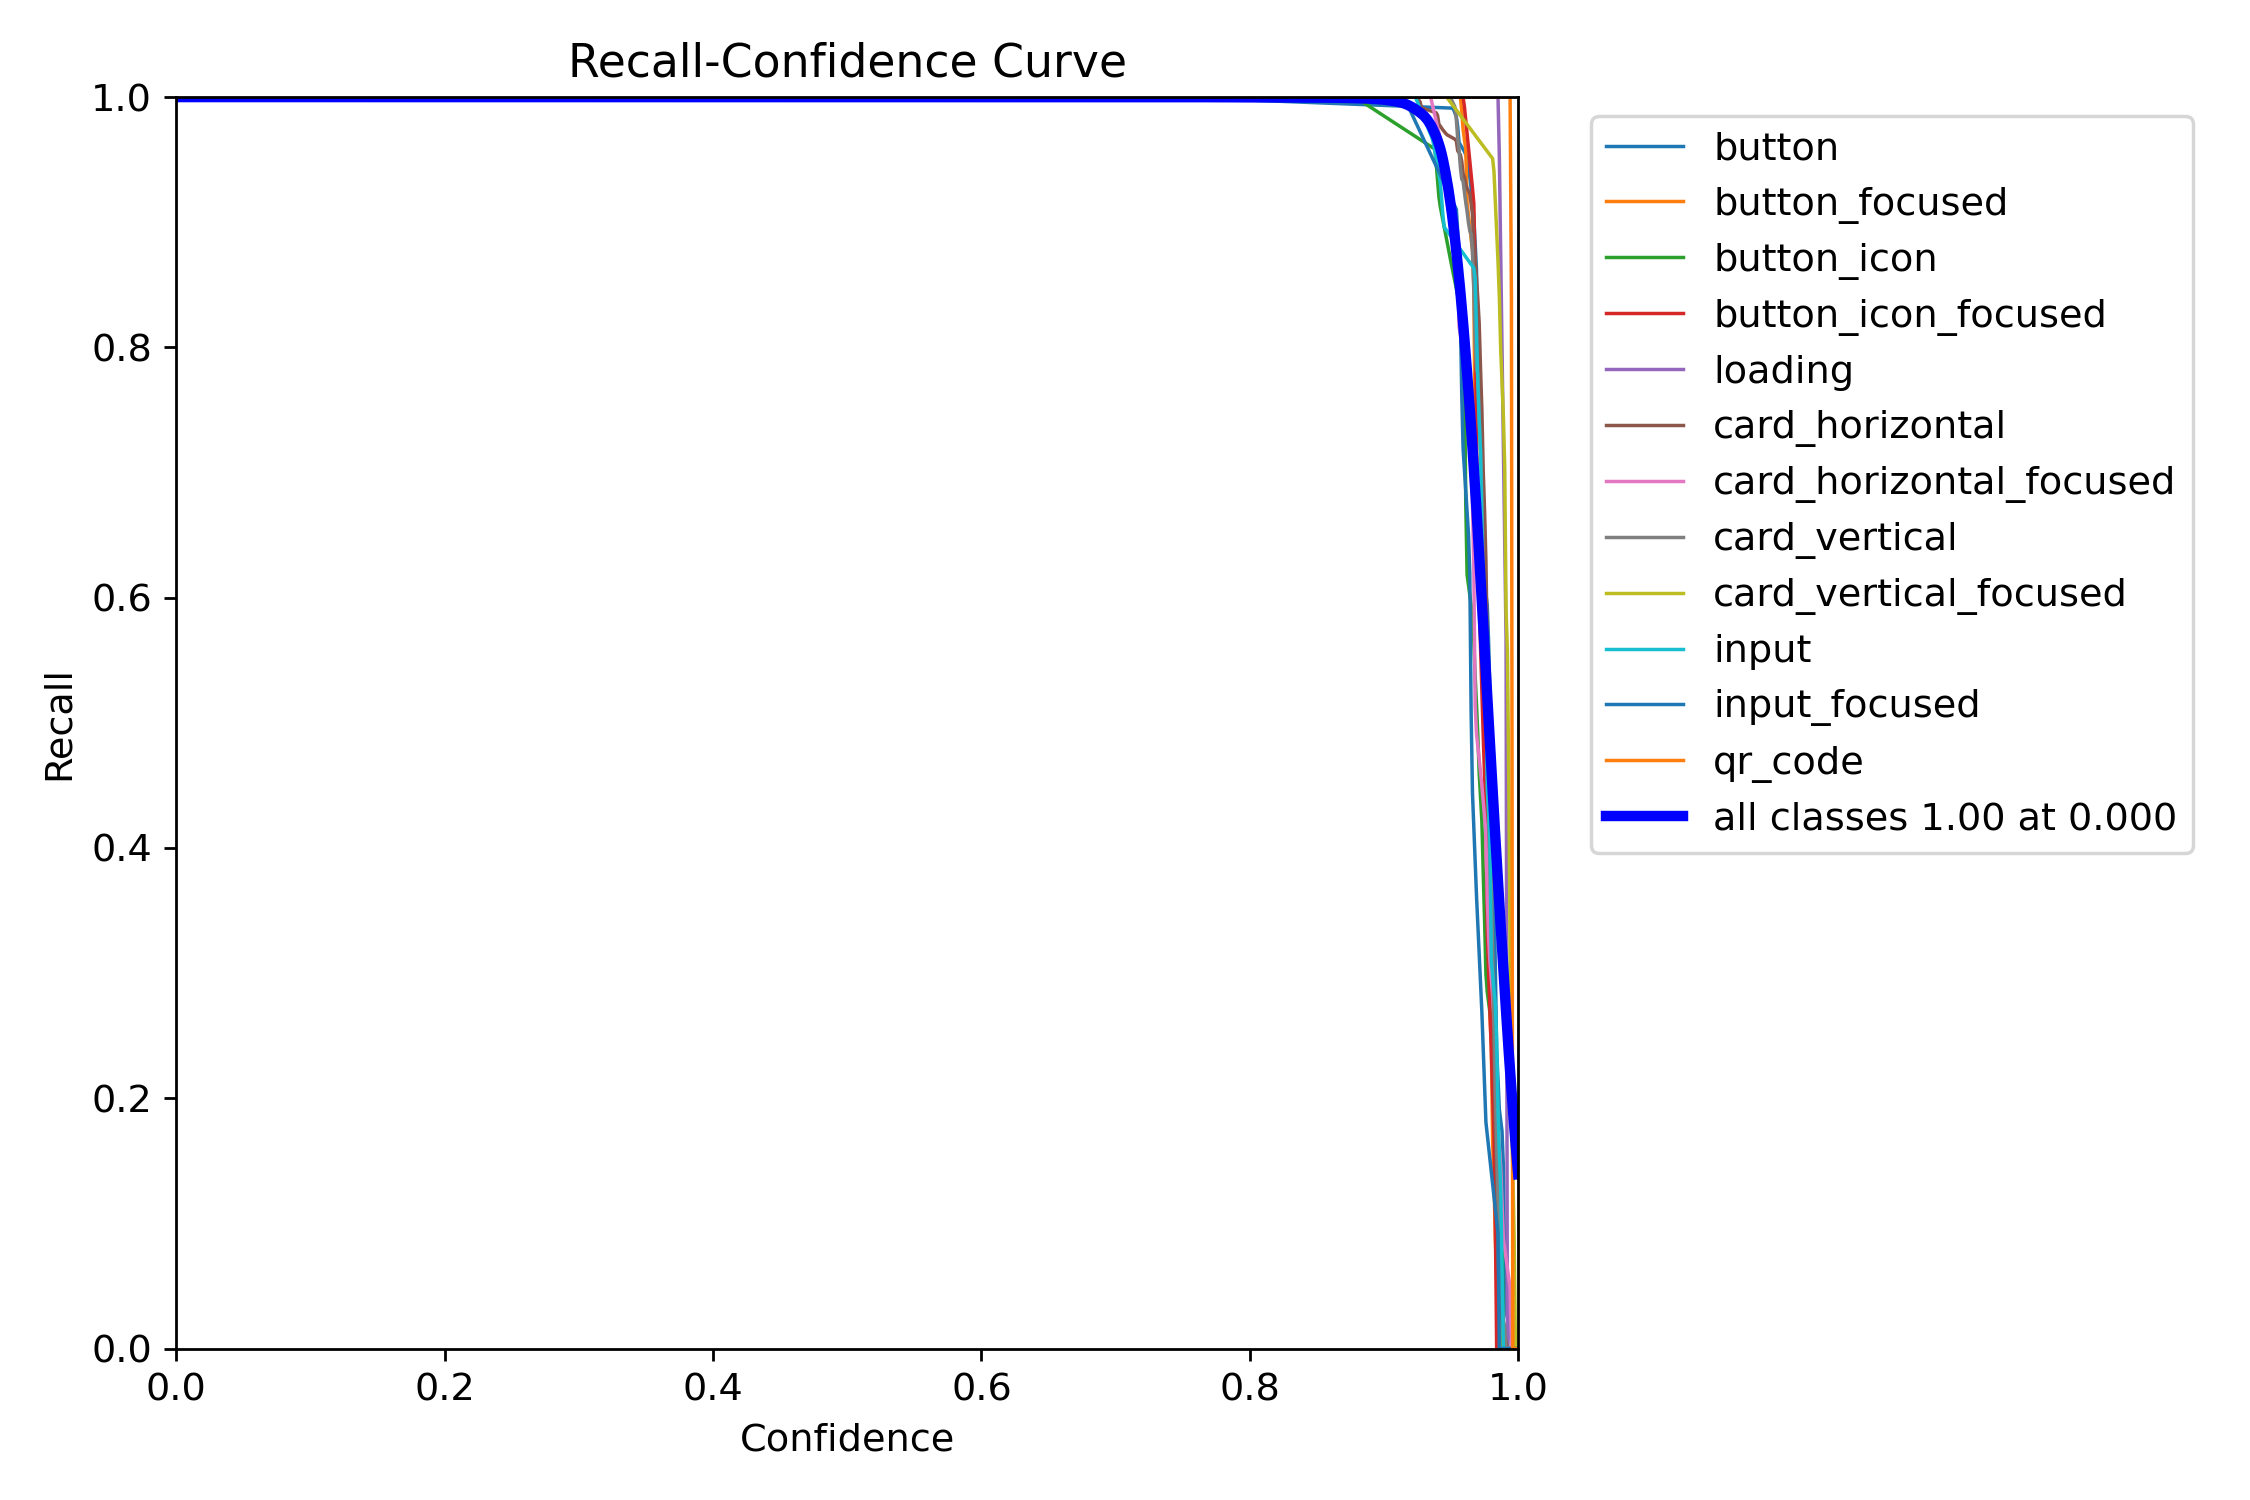 Recall-Confidence Curve
1.0
0.8
0.6
0.4
0.2
0.0
Recall
0.0 0.2 0.4 0.6 0.8 1.0
Confidence
button
button_focused
button_icon
button_icon_focused
loading
card_horizontal
card_horizontal_focused
card_vertical
card_vertical_focused
input
input_focused
qr_code
all classes 1.00 at 0.000